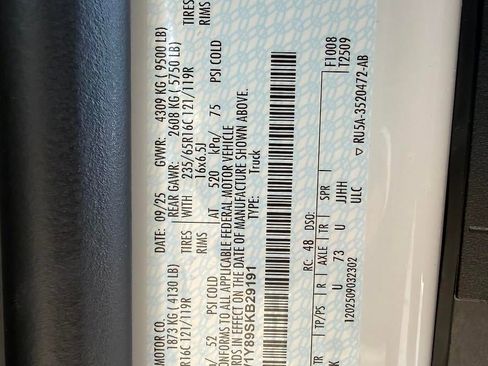 MOTOR CO. DATE: 09/25 GVWR: 4309 KG ( 9500 LB)
1873 KG ( 4130 LB) REAR GAWR: 2608 KG ( 5750 LB)
R16C 121/119R TIRES WITH 235/65R16C 121/119R TIRES
RIMS 16x6.5J RIMS
/ 52 PSI COLD AT 520 kPa/ 75 PSI COLD
ONFORMS TO ALL APPLICABLE FEDERAL MOTOR VEHICLE
RDS IN EFFECT ON THE DATE OF MANUFACTURE SHOWN ABOVE.
1Y89SKB29191 TYPE: Truck
F1008
T2509
RC: 48 DSO:
TR TP/PS R AXLE TR SPR
K U 73 U JJHH
ULC
1202509032302
▽ RU5A-3520472-AB